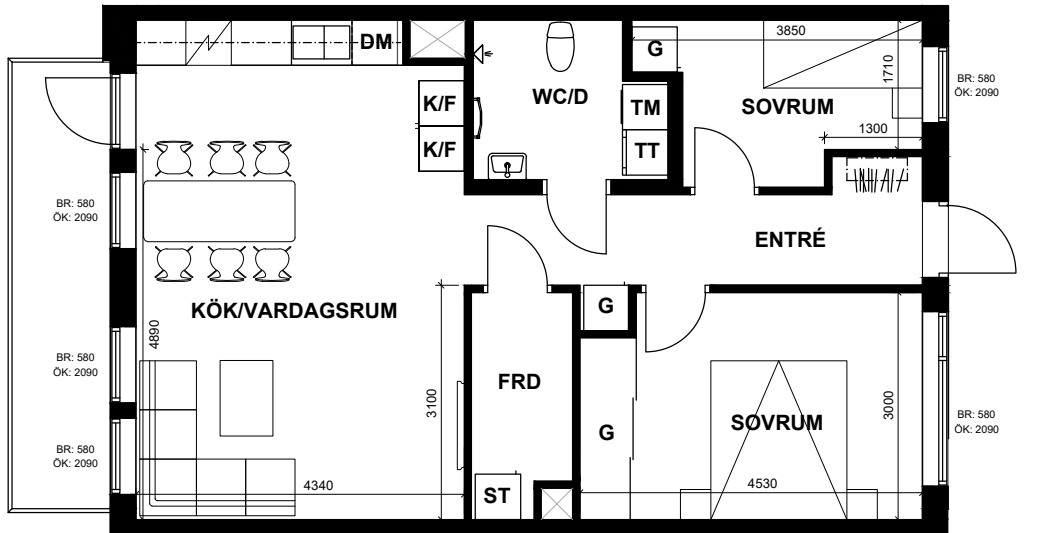 DM
G
3850
1710
BR: 580
ÖK: 2090
K/F
WC/D
TM
SOVRUM
K/F
TT
1300
BR: 580
ÖK: 2090
ENTRÉ
KÖK/VARDAGSRUM
G
4890
BR: 580
ÖK: 2090
FRD
3100
3000
SOVRUM
BR: 580
ÖK: 2090
G
BR: 580
ÖK: 2090
4340
ST
4530